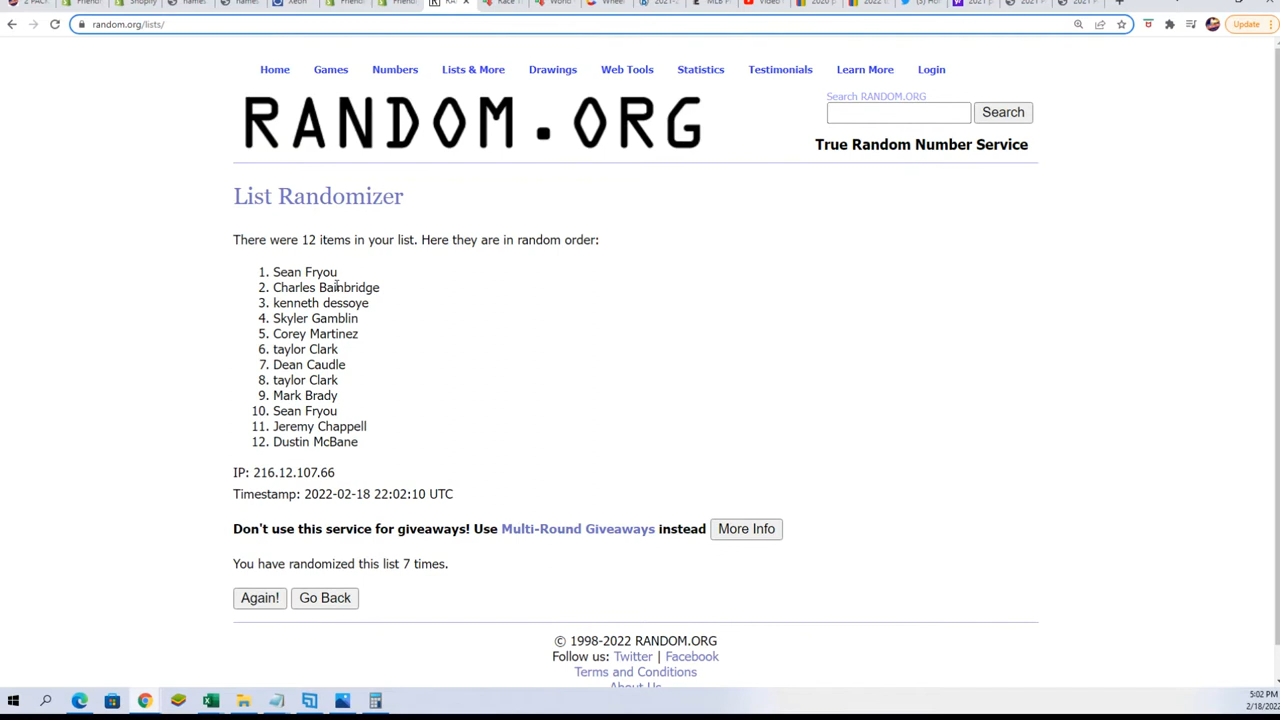 random.org/lists/
Update
Home Games Numbers Lists & More Drawings Web Tools Statistics Testimonials Learn More Login
RANDOM.ORG
Search RANDOM.ORG
Search
True Random Number Service
List Randomizer
There were 12 items in your list. Here they are in random order:
1. Sean Fryou
2. Charles Bainbridge
3. kenneth dessoye
4. Skyler Gamblin
5. Corey Martinez
6. taylor Clark
7. Dean Caudle
8. taylor Clark
9. Mark Brady
10. Sean Fryou
11. Jeremy Chappell
12. Dustin McBane
IP: 216.12.107.66
Timestamp: 2022-02-18 22:02:10 UTC
Don't use this service for giveaways! Use Multi-Round Giveaways instead More Info
You have randomized this list 7 times.
Again! Go Back
© 1998-2022 RANDOM.ORG
Follow us: Twitter | Facebook
Terms and Conditions
About Us
5:02 PM